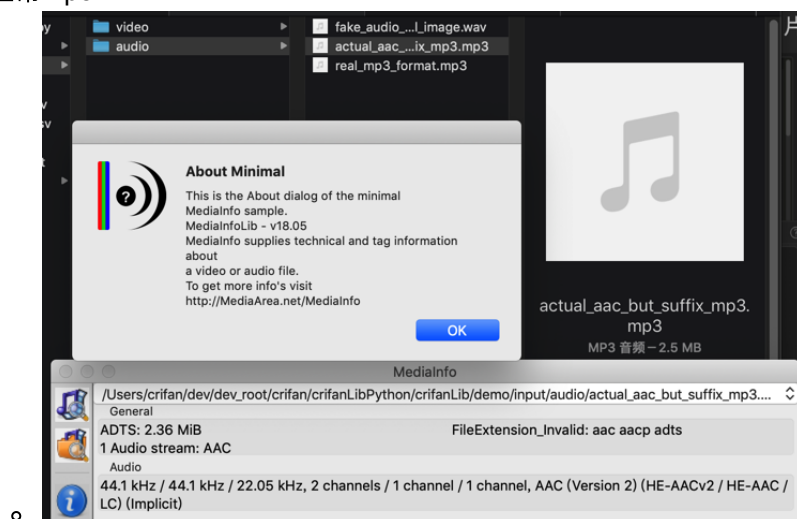 video
audio
fake_audio_...l_image.wav
actual_aac_...ix_mp3.mp3
real_mp3_format.mp3
About Minimal
This is the About dialog of the minimal
MediaInfo sample.
MediaInfoLib - v18.05
MediaInfo supplies technical and tag information
about
a video or audio file.
To get more info's visit
http://MediaArea.net/MediaInfo
OK
actual_aac_but_suffix_mp3.
mp3
MP3 音频 – 2.5 MB
MediaInfo
/Users/crifan/dev/dev_root/crifan/crifanLibPython/crifanLib/demo/input/audio/actual_aac_but_suffix_mp3....
General
ADTS: 2.36 MiB
FileExtension_Invalid: aac aacp adts
1 Audio stream: AAC
Audio
44.1 kHz / 44.1 kHz / 22.05 kHz, 2 channels / 1 channel / 1 channel, AAC (Version 2) (HE-AACv2 / HE-AAC /
LC) (Implicit)